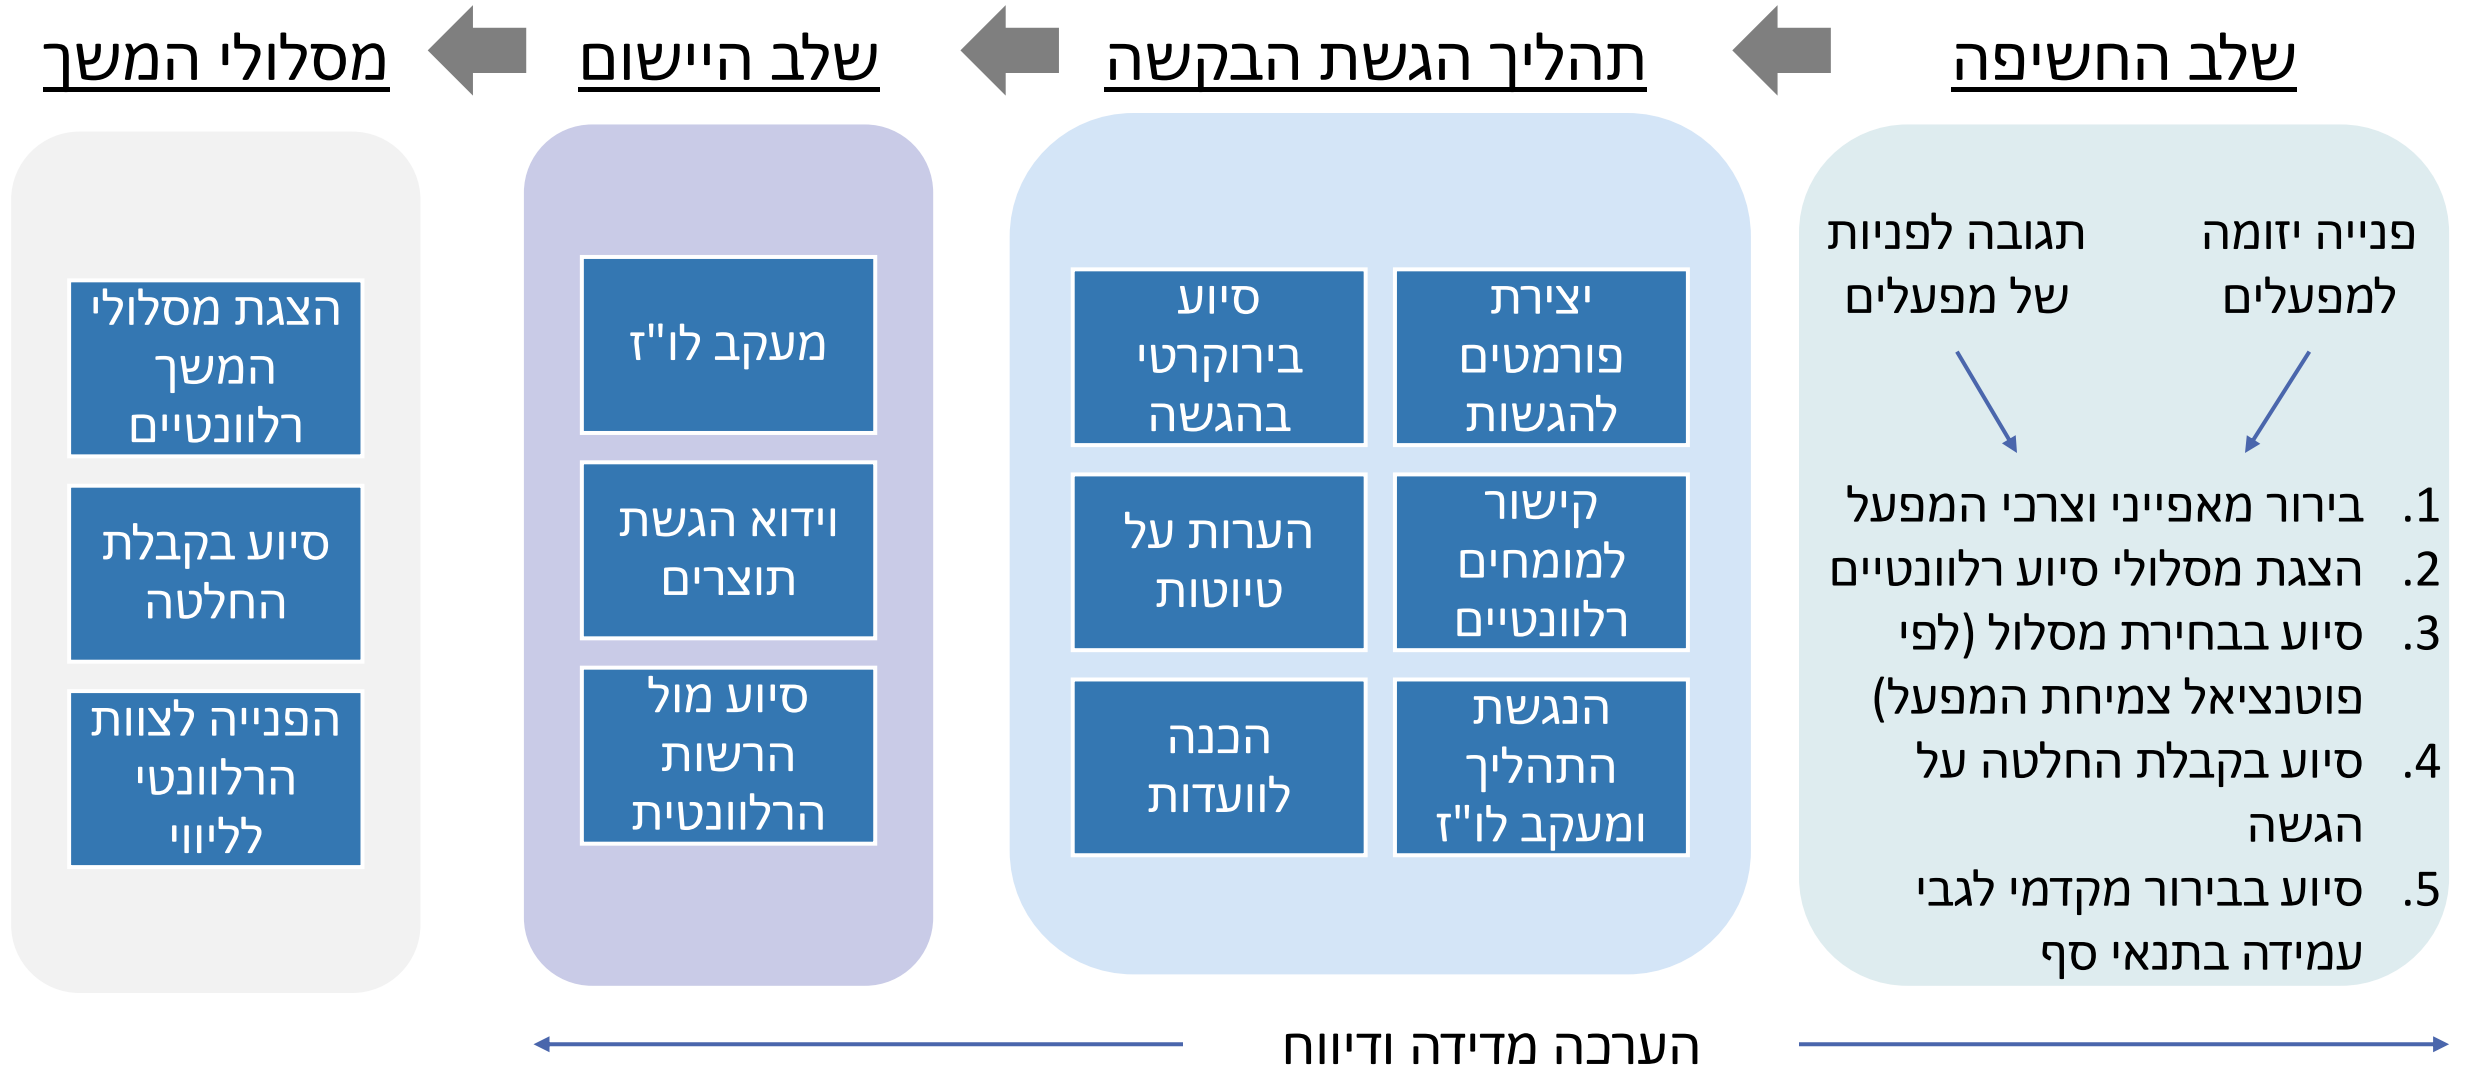 שלב החשיפה
פנייה יזומה
למפעלים
תגובה לפניות
של מפעלים
1. בירור מאפייני וצרכי המפעל
2. הצגת מסלולי סיוע רלוונטיים
3. סיוע בבחירת מסלול (לפי
פוטנציאל צמיחת המפעל)
4. סיוע בקבלת החלטה על
הגשה
5. סיוע בבירור מקדמי לגבי
עמידה בתנאי סף
תהליך הגשת הבקשה
יצירת
פורמטים
להגשות
סיוע
בירוקרטי
בהגשה
קישור
למומחים
רלוונטיים
הערות על
טיוטות
הנגשת
התהליך
ומעקב לו"ז
הכנה
לוועדות
שלב היישום
מעקב לו"ז
וידוא הגשת
תוצרים
סיוע מול
הרשות
הרלוונטית
מסלולי המשך
הצגת מסלולי
המשך
רלוונטיים
סיוע בקבלת
החלטה
הפנייה לצוות
הרלוונטי
לליווי
הערכה מדידה ודיווח